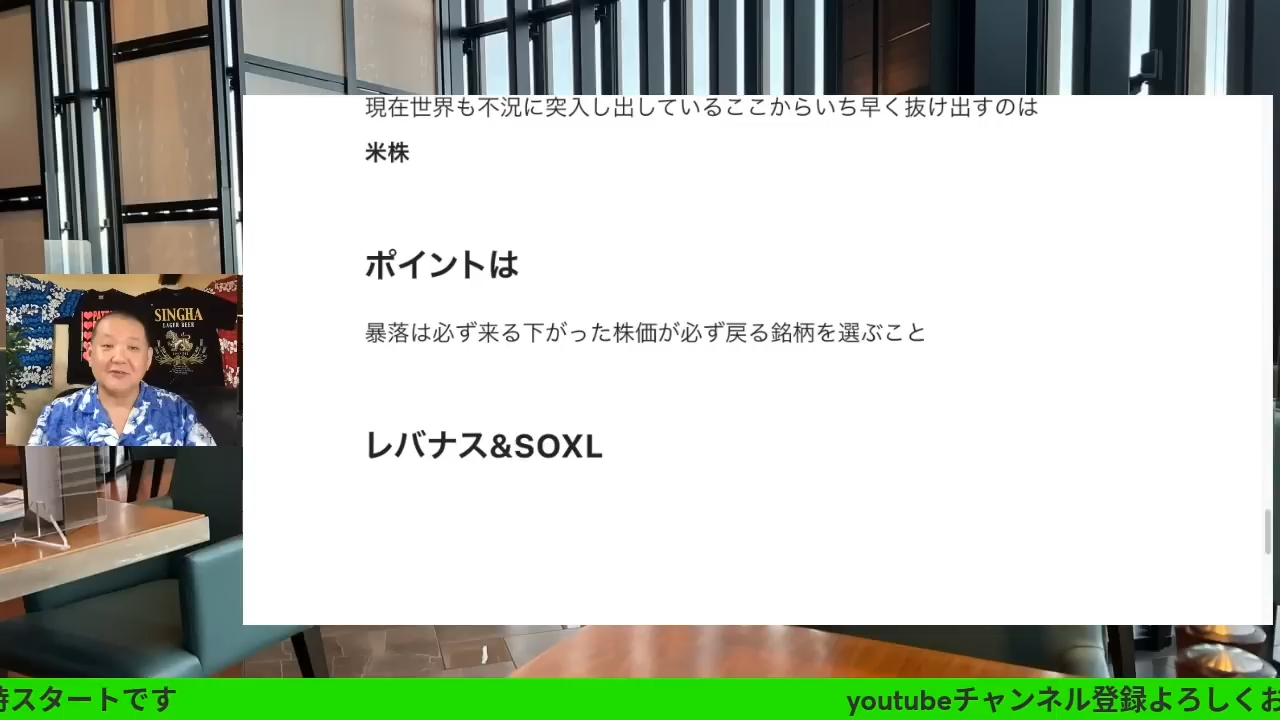 現在世界も不況に突入し出しているここからいち早く抜け出すのは
米株
ポイントは
暴落は必ず来る下がった株価が必ず戻る銘柄を選ぶこと
レバナス&SOXL
SINGHA
LAGER BEER
時スタートです
youtubeチャンネル登録よろしくお